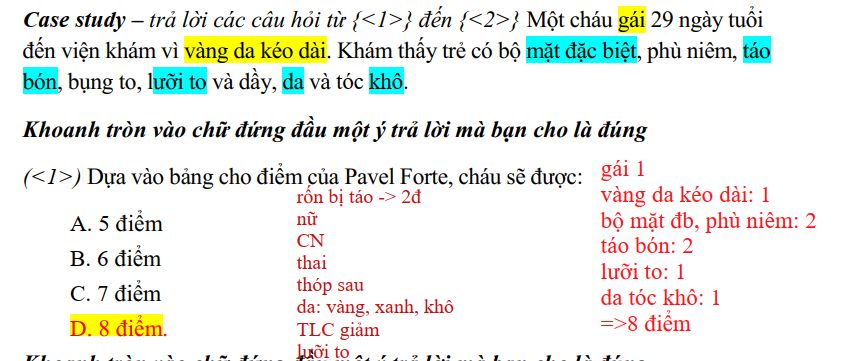 Case study – trả lời các câu hỏi từ {<1>} đến {<2>} Một cháu gái 29 ngày tuổi
đến viện khám vì vàng da kéo dài. Khám thấy trẻ có bộ mặt đặc biệt, phù niêm, táo
bón, bụng to, lưỡi to và dầy, da và tóc khô.
Khoanh tròn vào chữ đứng đầu một ý trả lời mà bạn cho là đúng
(<1>) Dựa vào bảng cho điểm của Pavel Forte, cháu sẽ được:
A. 5 điểm
B. 6 điểm
C. 7 điểm
D. 8 điểm.
rốn bị táo -> 2đ
nữ
CN
thai
thóp sau
da: vàng, xanh, khô
TLC giảm
lưỡi to
gái 1
vàng da kéo dài: 1
bộ mặt đb, phù niêm: 2
táo bón: 2
lưỡi to: 1
da tóc khô: 1
=>8 điểm